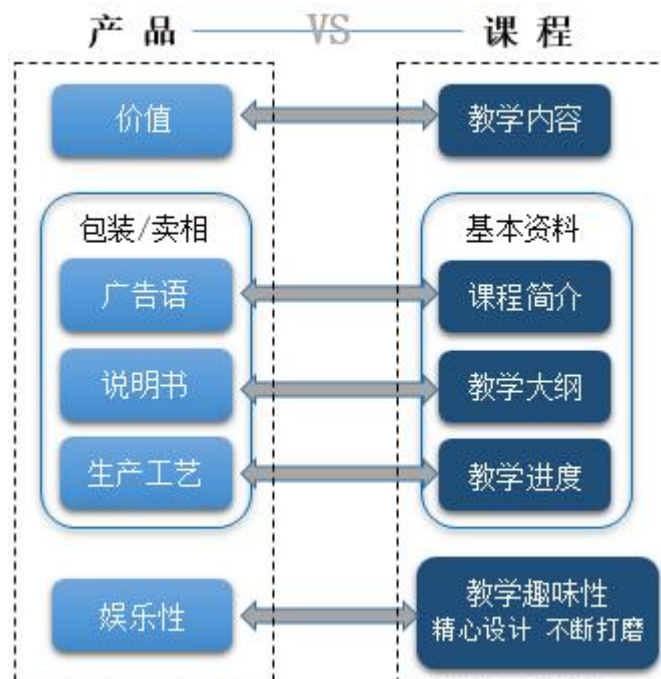 产 品 VS 课 程
价值 教学内容
包装/卖相 基本资料
广告语 课程简介
说明书 教学大纲
生产工艺 教学进度
娱乐性 教学趣味性
精心设计 不断打磨